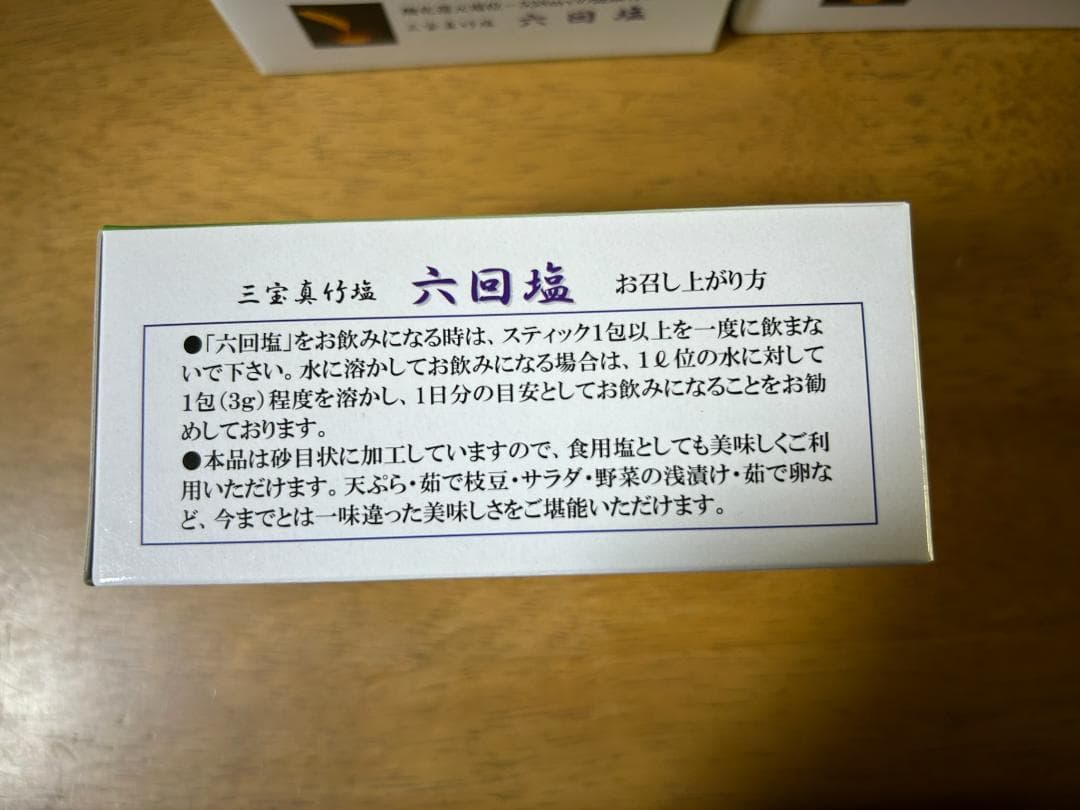 六回塩
三宝真竹塩 六回塩 お召し上がり方
●「六回塩」をお飲みになる時は、スティック1包以上を一度に飲まな
いで下さい。水に溶かしてお飲みになる場合は、1ℓ位の水に対して
1包(3g)程度を溶かし、1日分の目安としてお飲みになることをお勧
めしております。
●本品は砂目状に加工していますので、食用塩としても美味しくご利
用いただけます。天ぷら・茹で枝豆・サラダ・野菜の浅漬け・茹で卵な
ど、今までとは一味違った美味しさをご堪能いただけます。